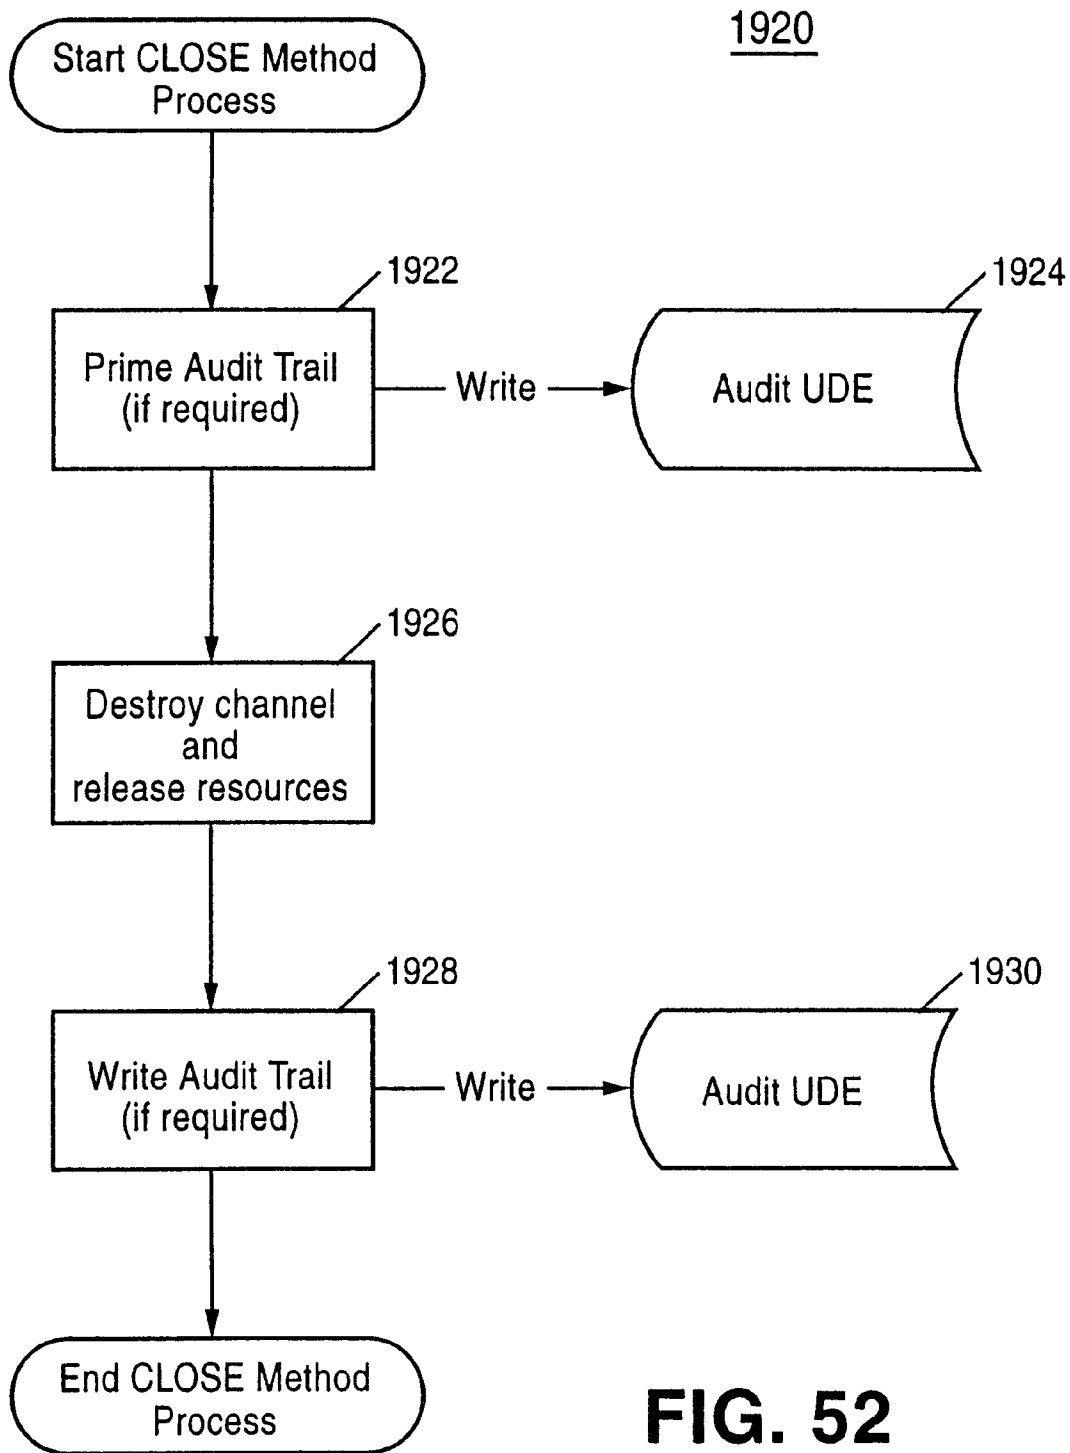 Start CLOSE Method
Process
1920
1922
1924
Prime Audit Trail
(if required)
Write
Audit UDE
1926
Destroy channel
and
release resources
1928
1930
Write Audit Trail
(if required)
Write
Audit UDE
End CLOSE Method
Process
FIG. 52